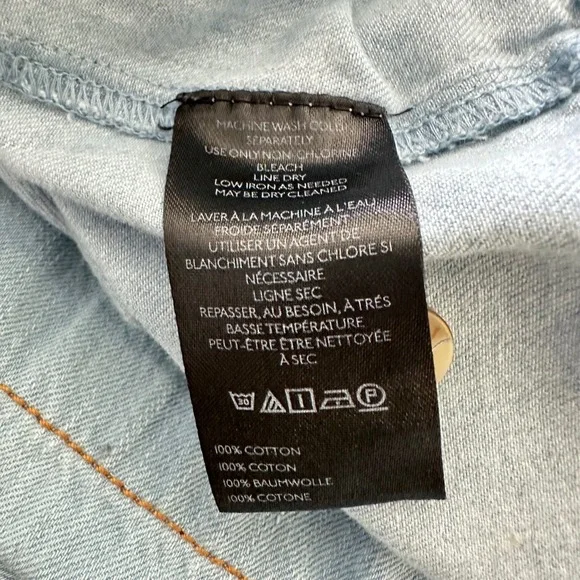 MACHINE WASH COLD
SEPARATELY
USE ONLY NON-CHLORINE
BLEACH
LINE DRY
LOW IRON AS NEEDED
MAY BE DRY CLEANED
LAVER À LA MACHINE À L'EAU
FROIDE SÉPARÉMENT
UTILISER UN AGENT DE
BLANCHIMENT SANS CHLORE SI
NÉCESSAIRE
LIGNE SEC
REPASSER, AU BESOIN, À TRÉS
BASSE TEMPÉRATURE
PEUT-ÊTRE ÊTRE NETTOYÉE
À SEC
30 P
100% COTTON
100% COTON
100% BAUMWOLLE
100% COTONE